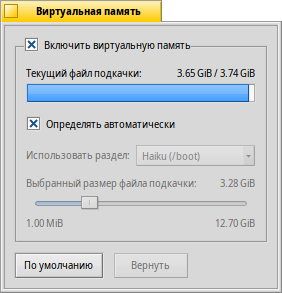 Виртуальная память
Включить виртуальную память
Текущий файл подкачки: 3.65 GiB / 3.74 GiB
Определять автоматически
Использовать раздел: Haiku (/boot)
Выбранный размер файла подкачки: 3.28 GiB
1.00 MiB 12.70 GiB
По умолчанию Вернуть